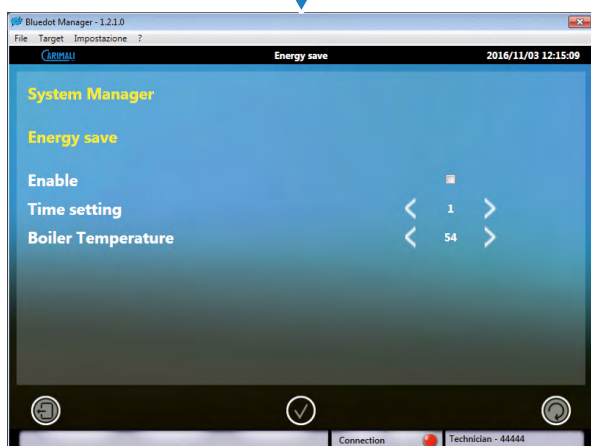 Bluedot Manager - 1.2.1.0
File Target Impostazione ?
CARIMALI Energy save 2016/11/03 12:15:09
System Manager
Energy save
Enable
Time setting 1
Boiler Temperature 54
Connection Technician - 44444